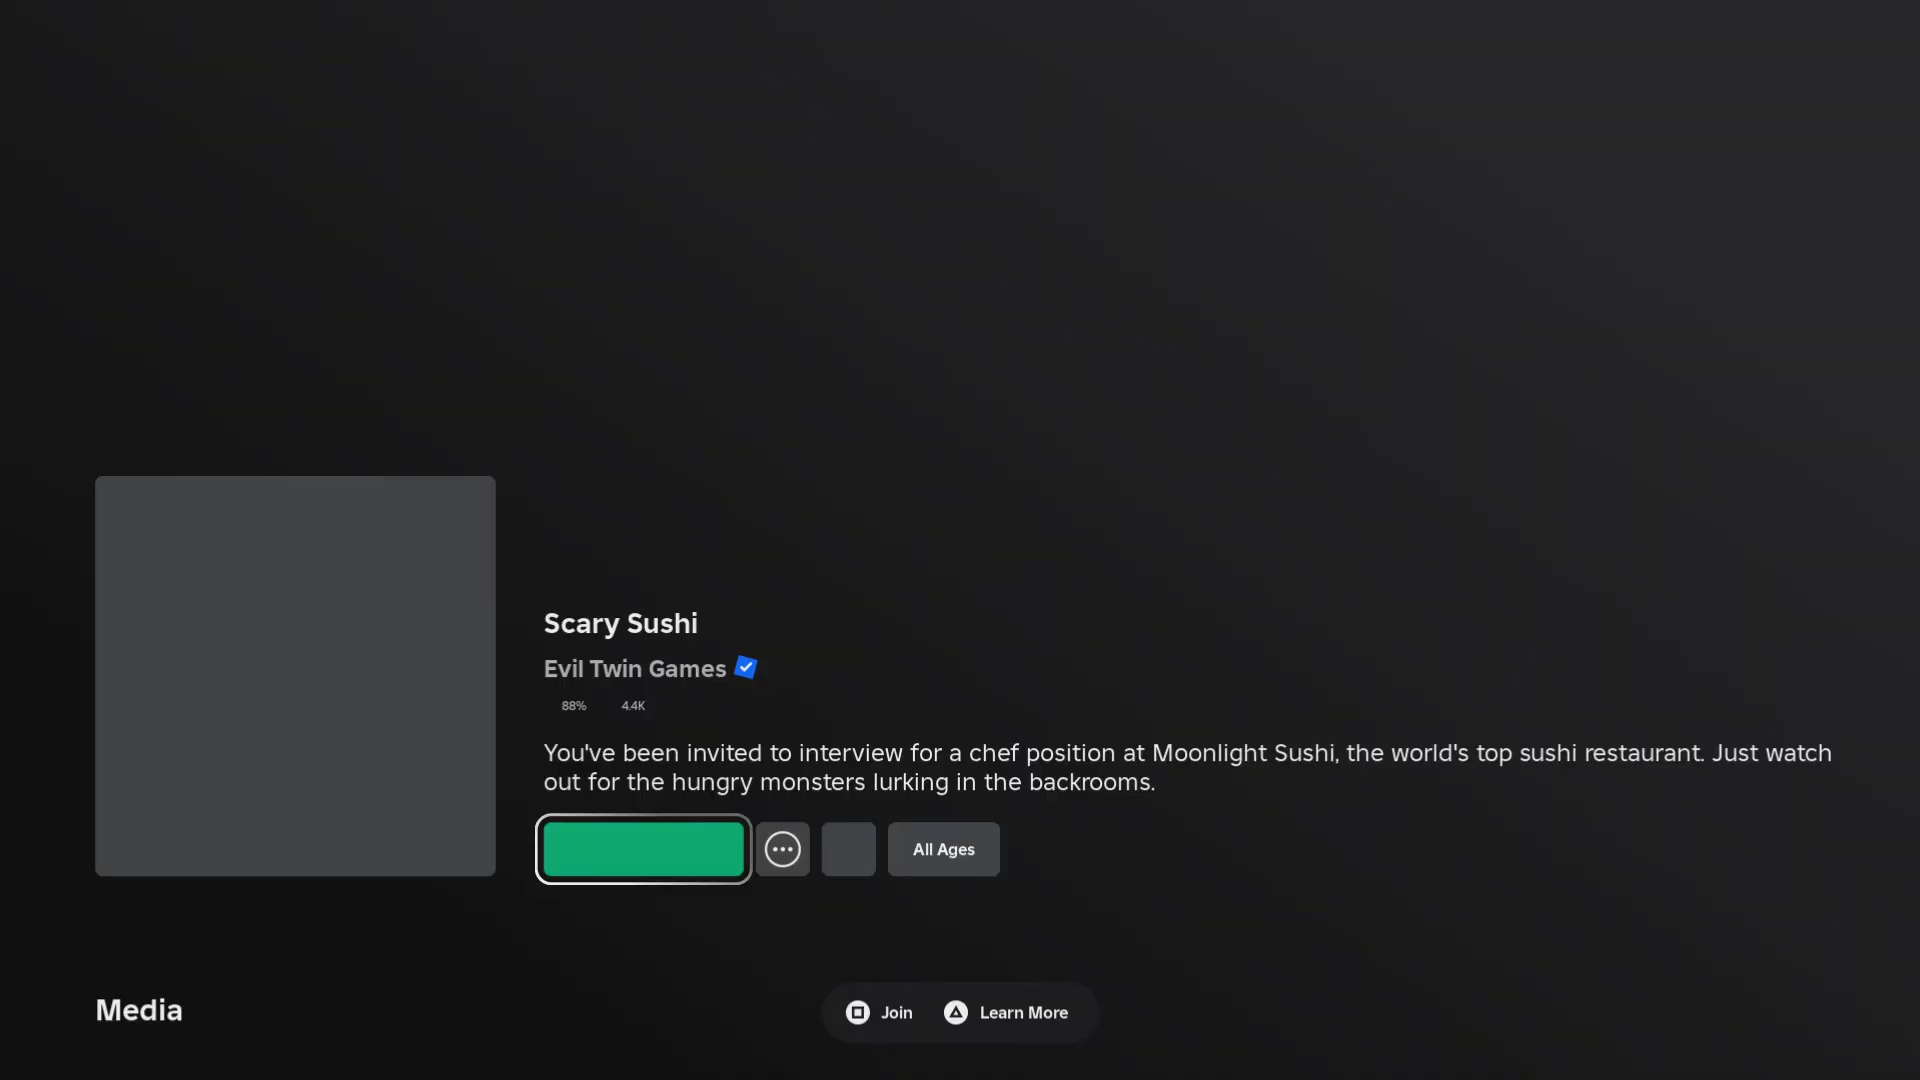 Scary Sushi
Evil Twin Games
88% 4.4K
You've been invited to interview for a chef position at Moonlight Sushi, the world's top sushi restaurant. Just watch
out for the hungry monsters lurking in the backrooms.
All Ages
Media
Join Learn More